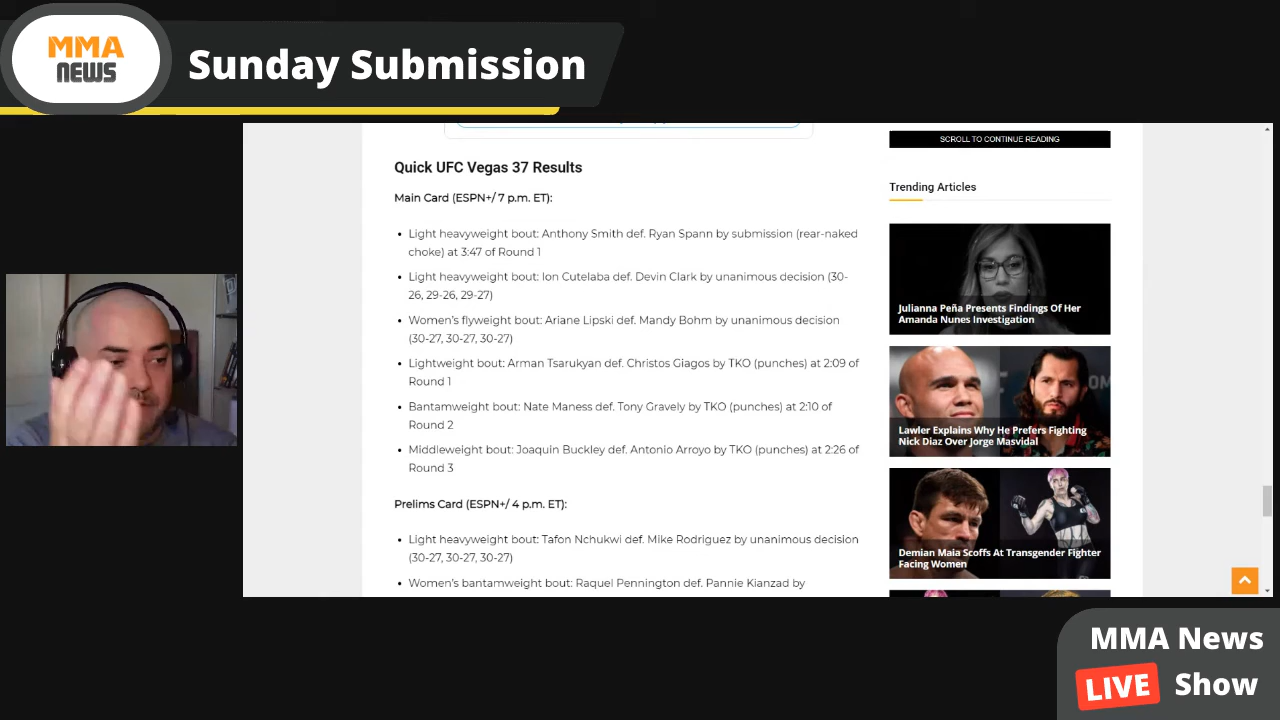 MMA
NEWS
Sunday Submission
SCROLL TO CONTINUE READING
Quick UFC Vegas 37 Results
Main Card (ESPN+/ 7 p.m. ET):
• Light heavyweight bout: Anthony Smith def. Ryan Spann by submission (rear-naked
choke) at 3:47 of Round 1
• Light heavyweight bout: Ion Cutelaba def. Devin Clark by unanimous decision (30-
26, 29-26, 29-27)
• Women's flyweight bout: Ariane Lipski def. Mandy Bohm by unanimous decision
(30-27, 30-27, 30-27)
• Lightweight bout: Arman Tsarukyan def. Christos Giagos by TKO (punches) at 2:09 of
Round 1
• Bantamweight bout: Nate Maness def. Tony Gravely by TKO (punches) at 2:10 of
Round 2
• Middleweight bout: Joaquin Buckley def. Antonio Arroyo by TKO (punches) at 2:26 of
Round 3
Prelims Card (ESPN+/ 4 p.m. ET):
• Light heavyweight bout: Tafon Nchukwi def. Mike Rodriguez by unanimous decision
(30-27, 30-27, 30-27)
• Women's bantamweight bout: Raquel Pennington def. Pannie Kianzad by
Trending Articles
Julianna Peña Presents Findings Of Her
Amanda Nunes Investigation
Lawler Explains Why He Prefers Fighting
Nick Diaz Over Jorge Masvidal
Demian Maia Scoffs At Transgender Fighter
Facing Women
MMA News
LIVE Show